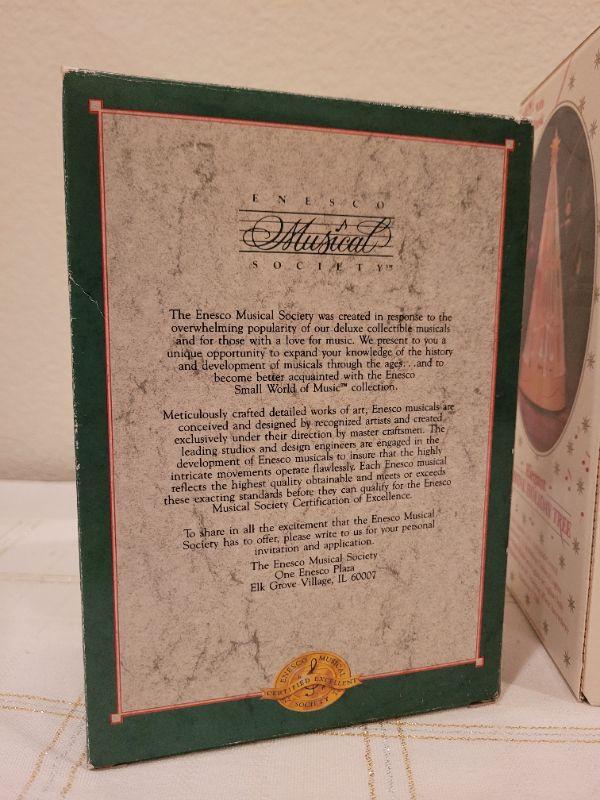 ENESCO
Musical
SOCIETY™
The Enesco Musical Society was created in response to the
overwhelming popularity of our deluxe collectible musicals
and for those with a love for music. We present to you a
unique opportunity to expand your knowledge of the history
and development of musicals through the ages...and to
become better acquainted with the Enesco
Small World of Music™ collection.
Meticulously crafted detailed works of art, Enesco musicals are
conceived and designed by recognized artists and created
exclusively under their direction by master craftsmen. The
leading studios and design engineers are engaged in the
development of Enesco musicals to insure that the highly
intricate movements operate flawlessly. Each Enesco musical
reflects the highest quality obtainable and meets or exceeds
these exacting standards before they can qualify for the Enesco
Musical Society Certification of Excellence.
To share in all the excitement that the Enesco Musical
Society has to offer, please write to us for your personal
invitation and application.
The Enesco Musical Society
One Enesco Plaza
Elk Grove Village, IL 60007
ENESCO MUSICAL
CERTIFIED EXCELLENT
SOCIETY
TREE